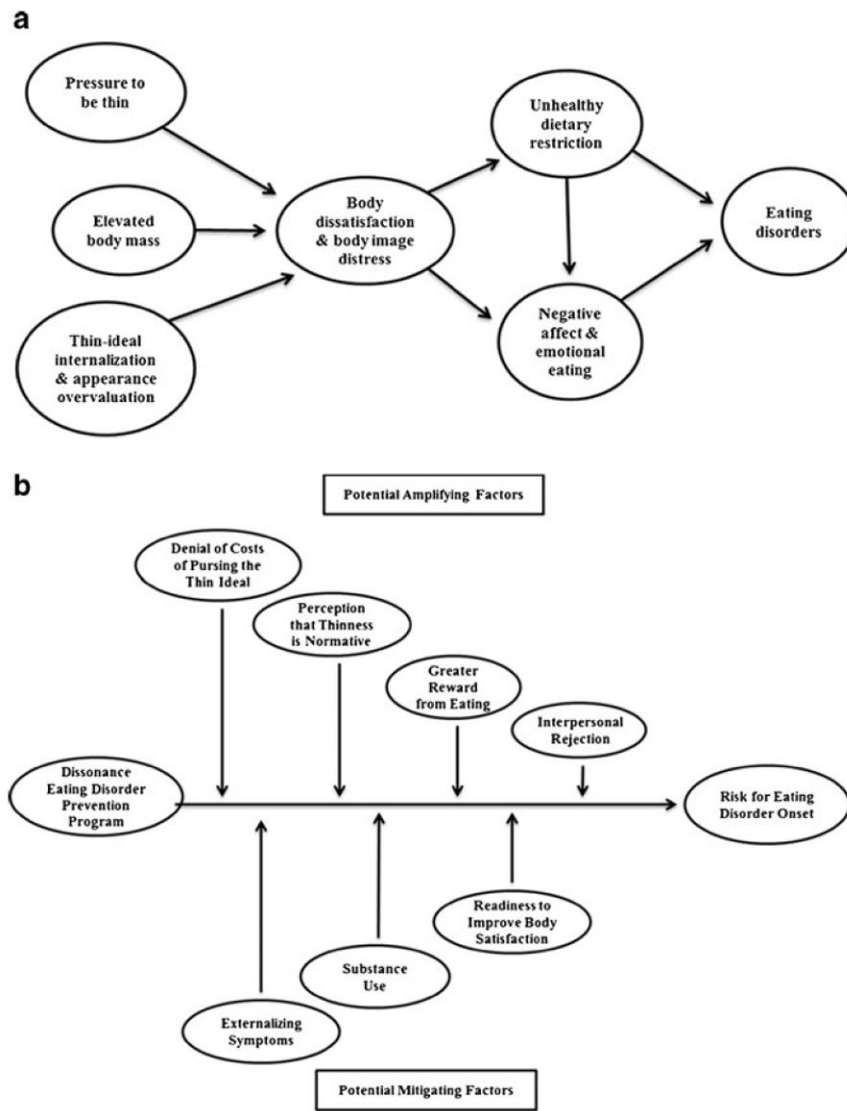 a
Pressure to
be thin
Elevated
body mass
Thin-ideal
internalization
& appearance
overvaluation
Body
dissatisfaction
& body image
distress
Unhealthy
dietary
restriction
Negative
affect &
emotional
eating
Eating
disorders
b
Potential Amplifying Factors
Denial of Costs
of Pursing the
Thin Ideal
Perception
that Thinness
is Normative
Greater
Reward
from Eating
Interpersonal
Rejection
Dissonance
Eating Disorder
Prevention
Program
Risk for Eating
Disorder Onset
Readiness to
Improve Body
Satisfaction
Substance
Use
Externalizing
Symptoms
Potential Mitigating Factors